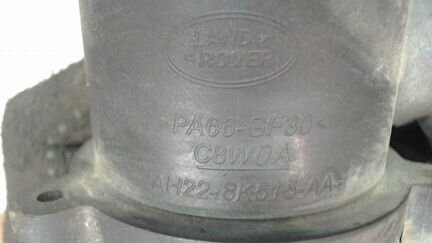 LAND-
-ROVER
>PA66-GF30<
C8W0A
AH22-8K515-AA